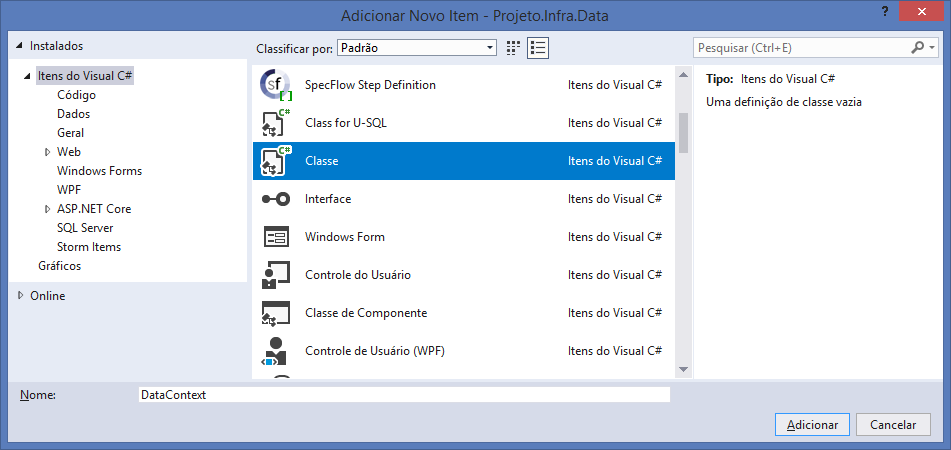 Adicionar Novo Item - Projeto.Infra.Data
?
Instalados
Classificar por: Padrão
Pesquisar (Ctrl+E)
Itens do Visual C#
Código
Dados
Geral
Web
Windows Forms
WPF
ASP.NET Core
SQL Server
Storm Items
Gráficos
Online
SpecFlow Step Definition Itens do Visual C#
Class for U-SQL Itens do Visual C#
Classe Itens do Visual C#
Interface Itens do Visual C#
Windows Form Itens do Visual C#
Controle do Usuário Itens do Visual C#
Classe de Componente Itens do Visual C#
Controle de Usuário (WPF) Itens do Visual C#
Tipo: Itens do Visual C#
Uma definição de classe vazia
Nome: DataContext
Adicionar Cancelar